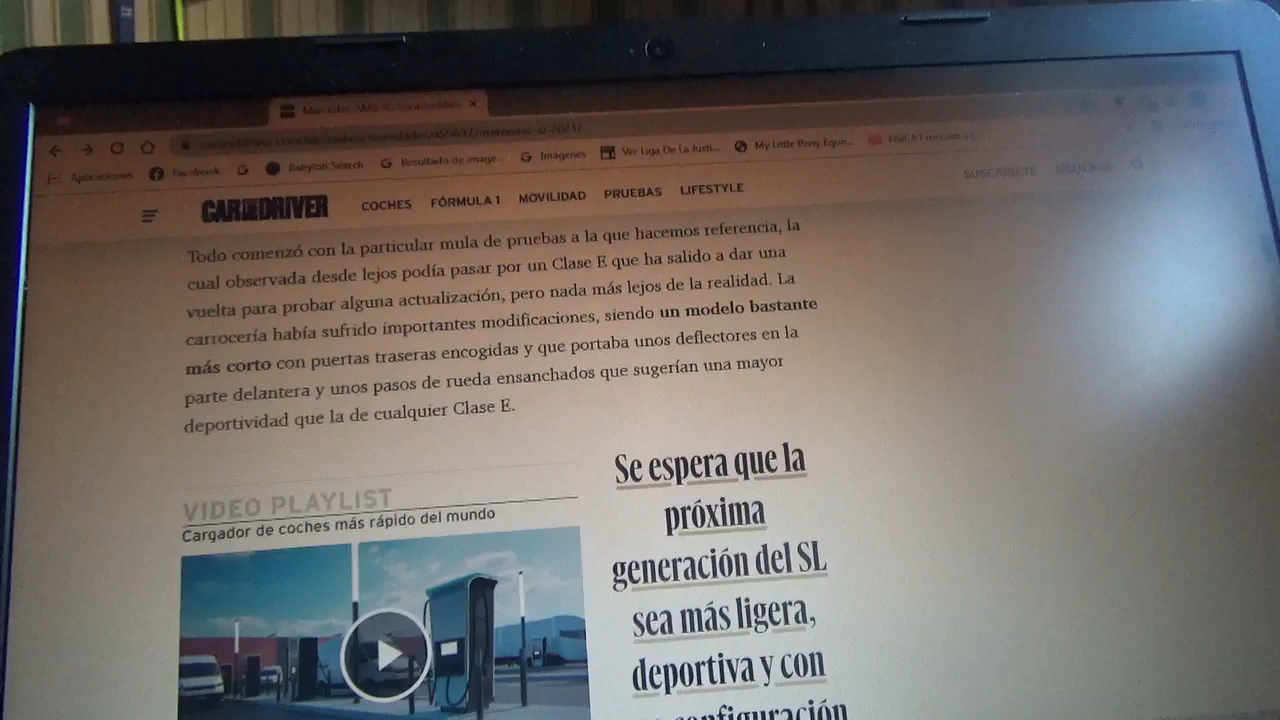 Mercedes-AMG SL
Aplicaciones
Facebook
Babylon Search
Resultado de image...
Imágenes
Ver Liga De La Justi...
My Little Pony Eque...
CAR AND DRIVER
COCHES
FÓRMULA 1
MOVILIDAD
PRUEBAS
LIFESTYLE
SUSCRÍBETE
Todo comenzó con la particular mula de pruebas a la que hacemos referencia, la
cual observada desde lejos podía pasar por un Clase E que ha salido a dar una
vuelta para probar alguna actualización, pero nada más lejos de la realidad. La
carrocería había sufrido importantes modificaciones, siendo un modelo bastante
más corto con puertas traseras encogidas y que portaba unos deflectores en la
parte delantera y unos pasos de rueda ensanchados que sugerían una mayor
deportividad que la de cualquier Clase E.
VIDEO PLAYLIST
Cargador de coches más rápido del mundo
Se espera que la
próxima
generación del SL
sea más ligera,
deportiva y con
configuración